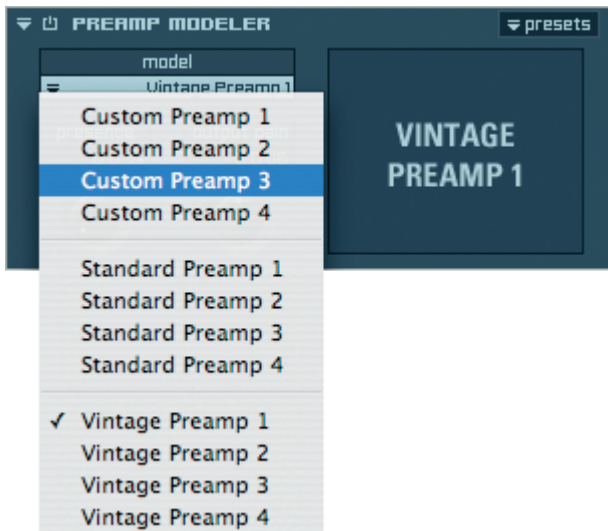 PREAMP MODELER
presets
model
Vintage Preamp 1
Custom Preamp 1
Custom Preamp 2
Custom Preamp 3
Custom Preamp 4
Standard Preamp 1
Standard Preamp 2
Standard Preamp 3
Standard Preamp 4
✓ Vintage Preamp 1
Vintage Preamp 2
Vintage Preamp 3
Vintage Preamp 4
VINTAGE
PREAMP 1